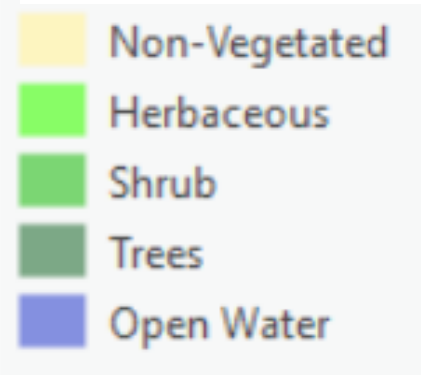 Non-Vegetated
Herbaceous
Shrub
Trees
Open Water